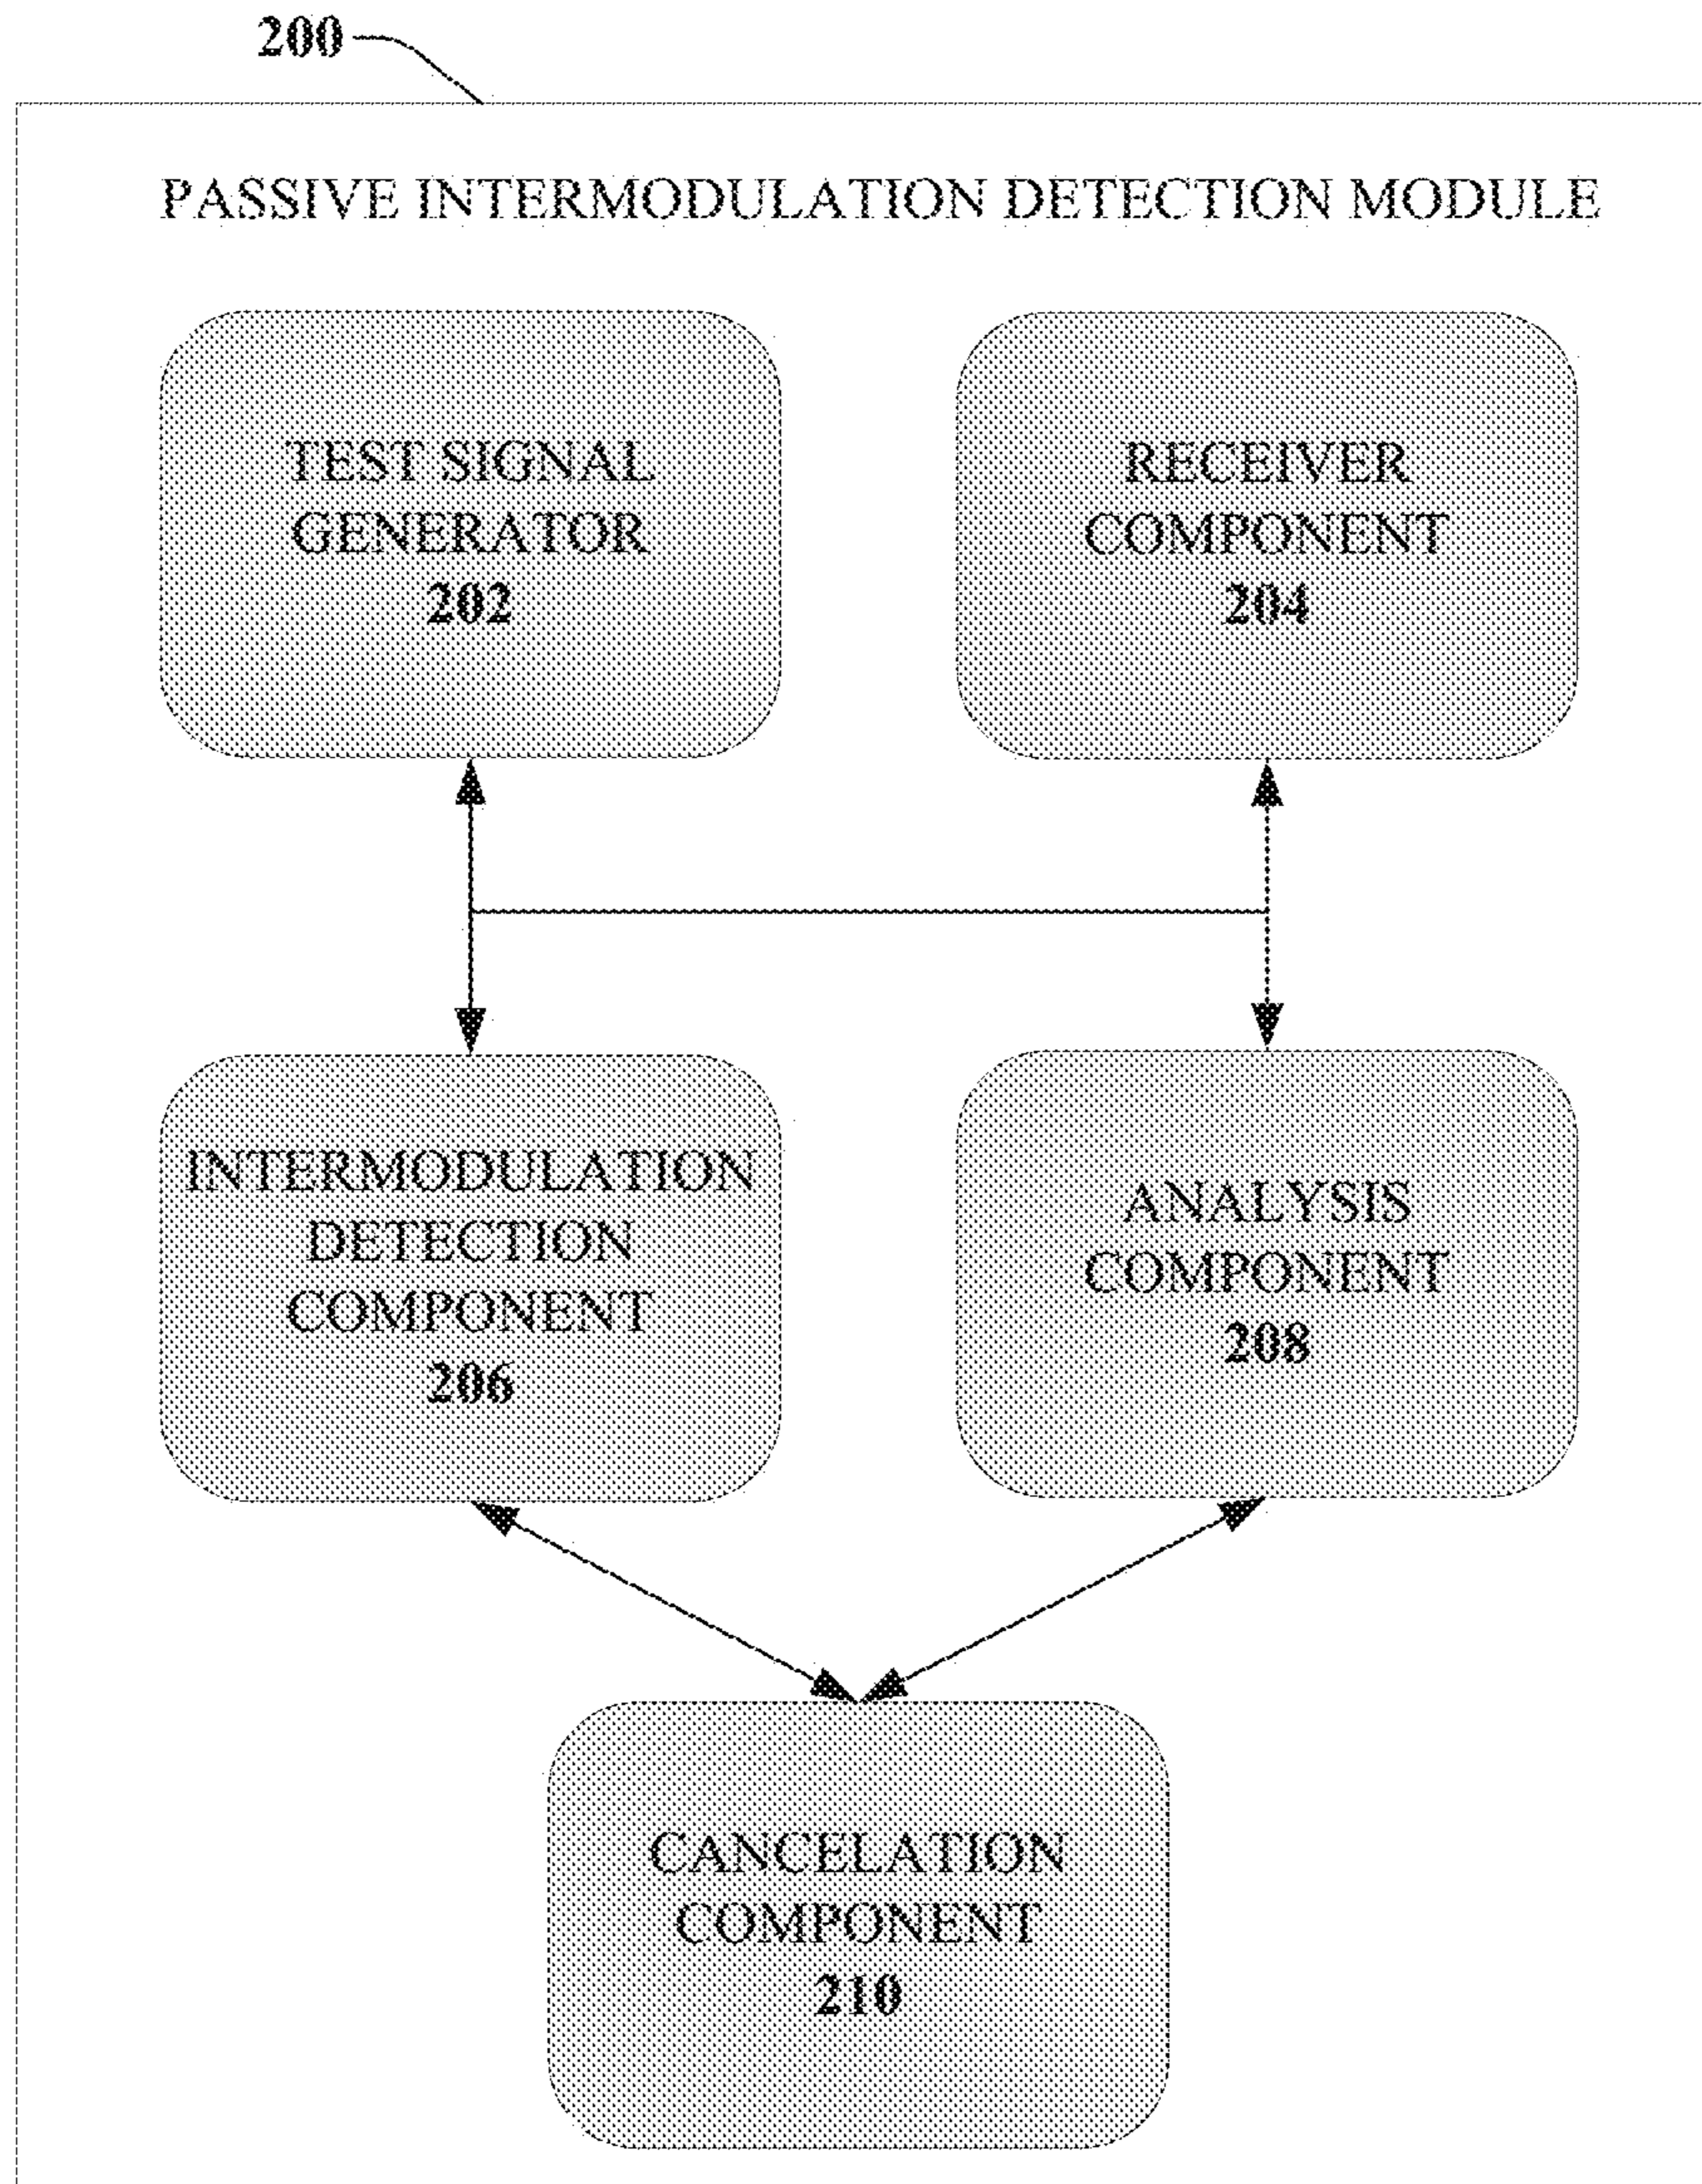 200
PASSIVE INTERMODULATION DETECTION MODULE
TEST SIGNAL
GENERATOR
202
RECEIVER
COMPONENT
204
INTERMODULATION
DETECTION
COMPONENT
206
ANALYSIS
COMPONENT
208
CANCELATION
COMPONENT
210